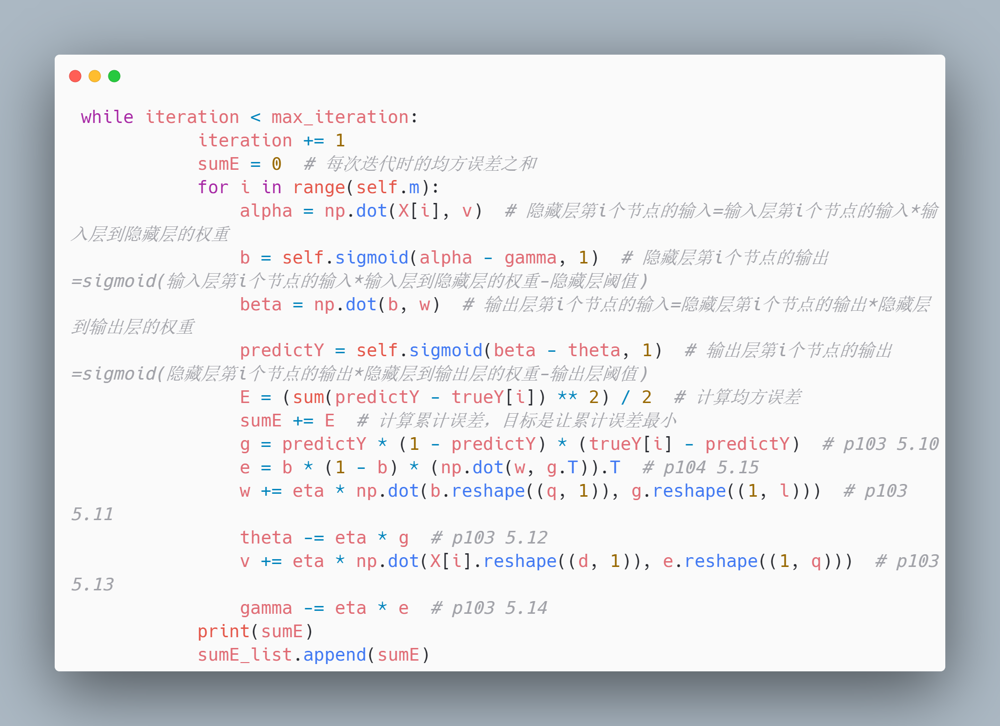 while iteration < max_iteration:
iteration += 1
sumE = 0  # 每次迭代时的均方误差之和
for i in range(self.m):
alpha = np.dot(X[i], v)  # 隐藏层第i个节点的输入=输入层第i个节点的输入*输
入层到隐藏层的权重
b = self.sigmoid(alpha - gamma, 1)  # 隐藏层第i个节点的输出
=sigmoid(输入层第i个节点的输入*输入层到隐藏层的权重-隐藏层阈值)
beta = np.dot(b, w)  # 输出层第i个节点的输入=隐藏层第i个节点的输出*隐藏层
到输出层的权重
predictY = self.sigmoid(beta - theta, 1)  # 输出层第i个节点的输出
=sigmoid(隐藏层第i个节点的输出*隐藏层到输出层的权重-输出层阈值)
E = (sum(predictY - trueY[i]) ** 2) / 2  # 计算均方误差
sumE += E  # 计算累计误差，目标是让累计误差最小
g = predictY * (1 - predictY) * (trueY[i] - predictY)  # p103 5.10
e = b * (1 - b) * (np.dot(w, g.T)).T  # p104 5.15
w += eta * np.dot(b.reshape((q, 1)), g.reshape((1, l)))  # p103
5.11
theta -= eta * g  # p103 5.12
v += eta * np.dot(X[i].reshape((d, 1)), e.reshape((1, q)))  # p103
5.13
gamma -= eta * e  # p103 5.14
print(sumE)
sumE_list.append(sumE)